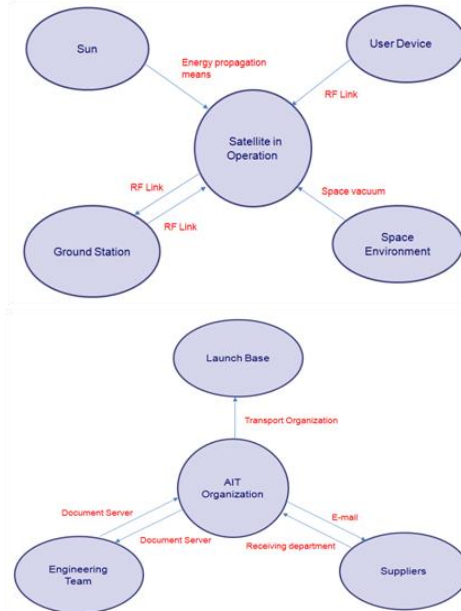 Sun
User Device
Energy propagation
means
RF Link
Satellite in
Operation
RF Link
Space vacuum
RF Link
Ground Station
Space
Environment
Launch Base
Transport Organization
AIT
Organization
Document Server
E-mail
Document Server
Receiving department
Engineering
Team
Suppliers